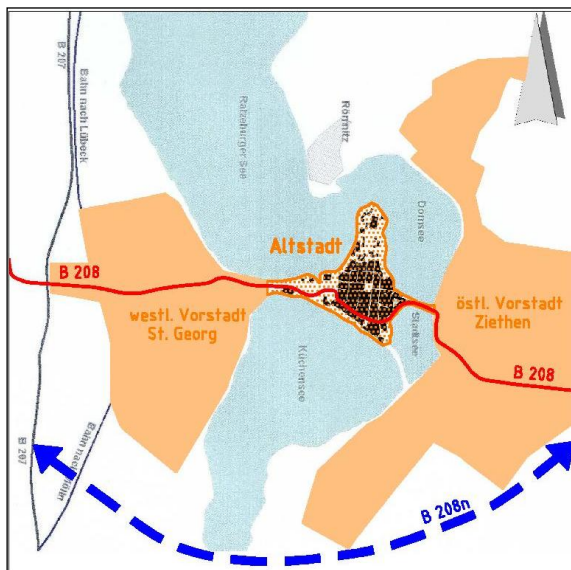 B 207
Bahn nach Lübeck
Ratzeburger See
Römnitz
Domsee
Altstadt
B 208
westl. Vorstadt
St. Georg
östl. Vorstadt
Ziethen
Stadtsee
Küchensee
B 208
B 207
Bahn nach
B 208n